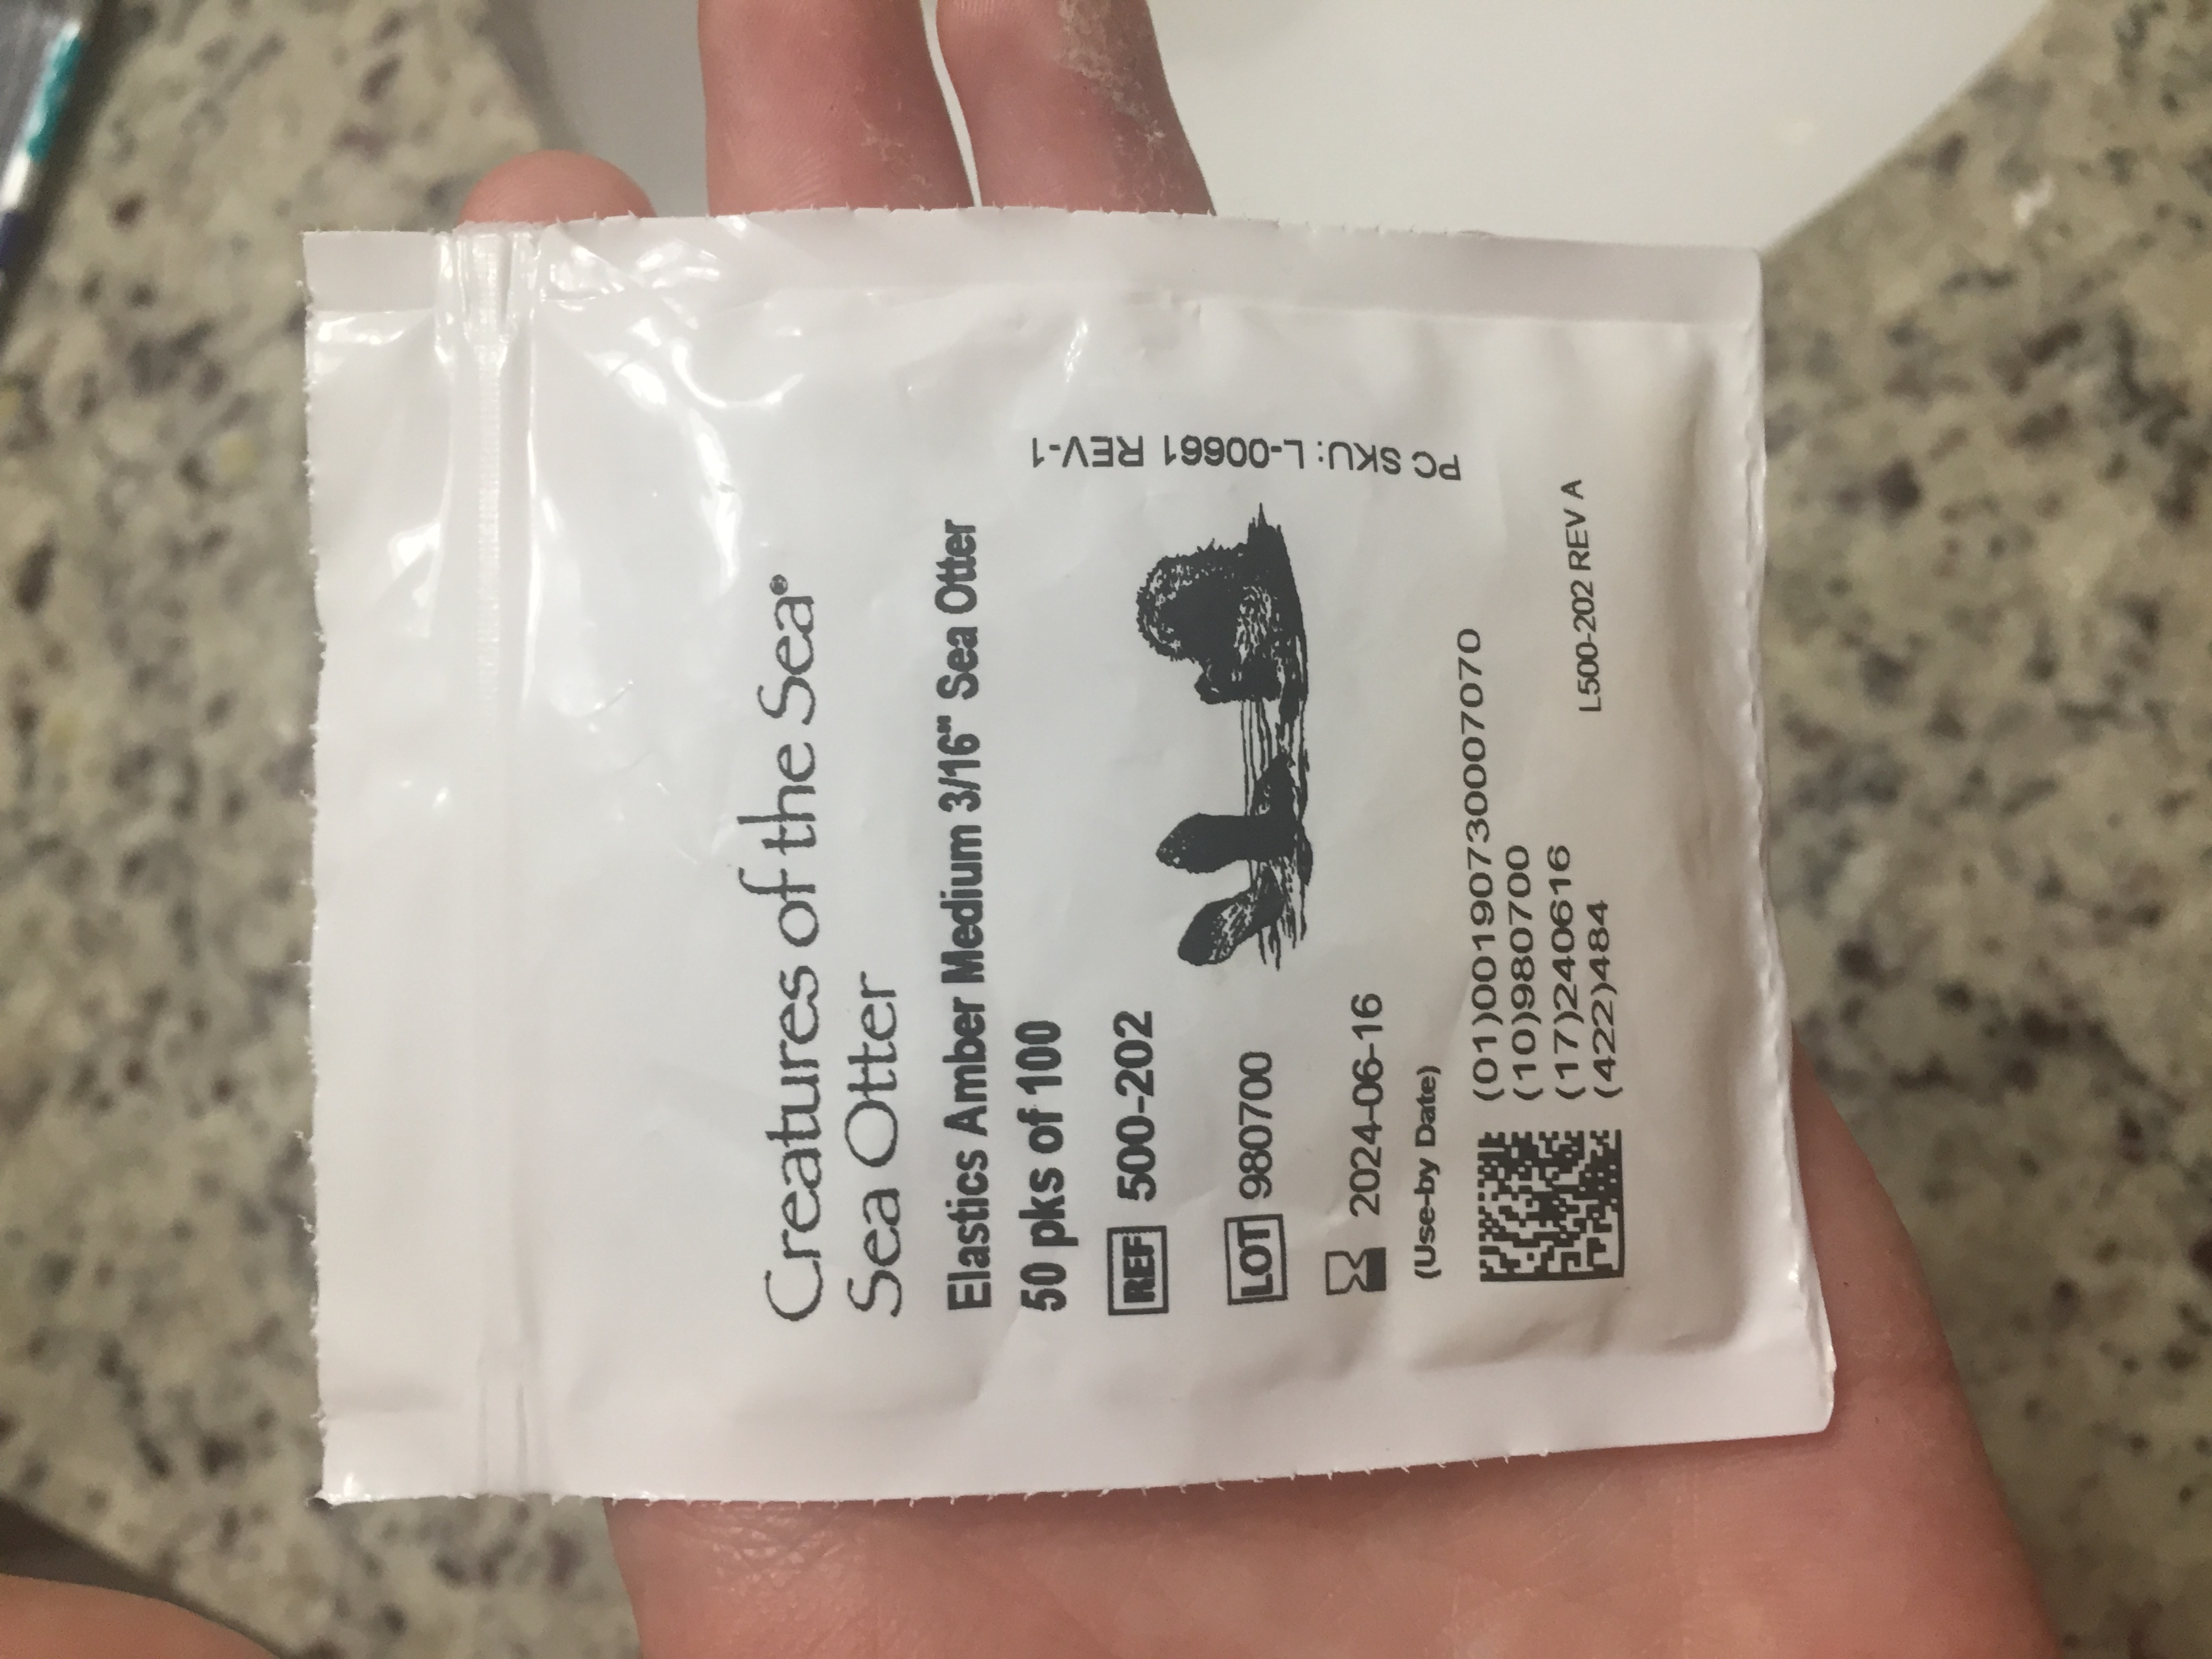 Creatures of the Sea®
Sea Otter
Elastics Amber Medium 3/16" Sea Otter
50 pks of 100
REF 500-202
LOT 980700
2024-06-16
(Use-by Date)
(01)00190730007070
(10)980700
(17)240616
(422)484
L500-202 REV A
PC SKU: L-00661 REV-1